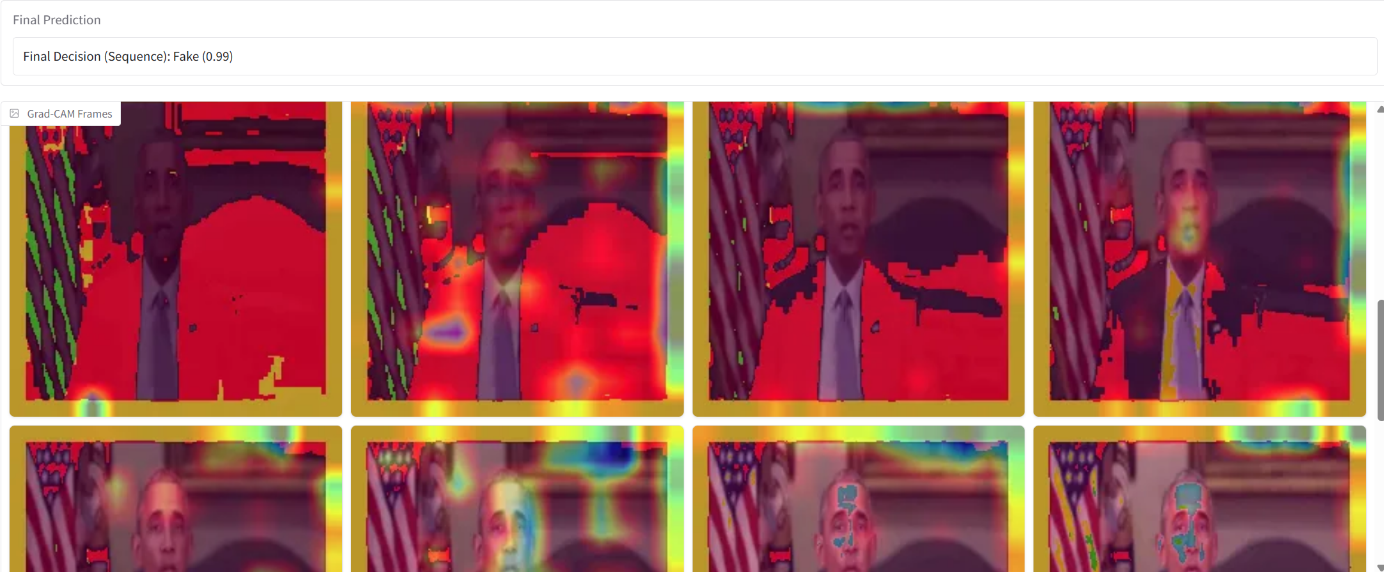 Final Prediction
Final Decision (Sequence): Fake (0.99)
Grad-CAM Frames